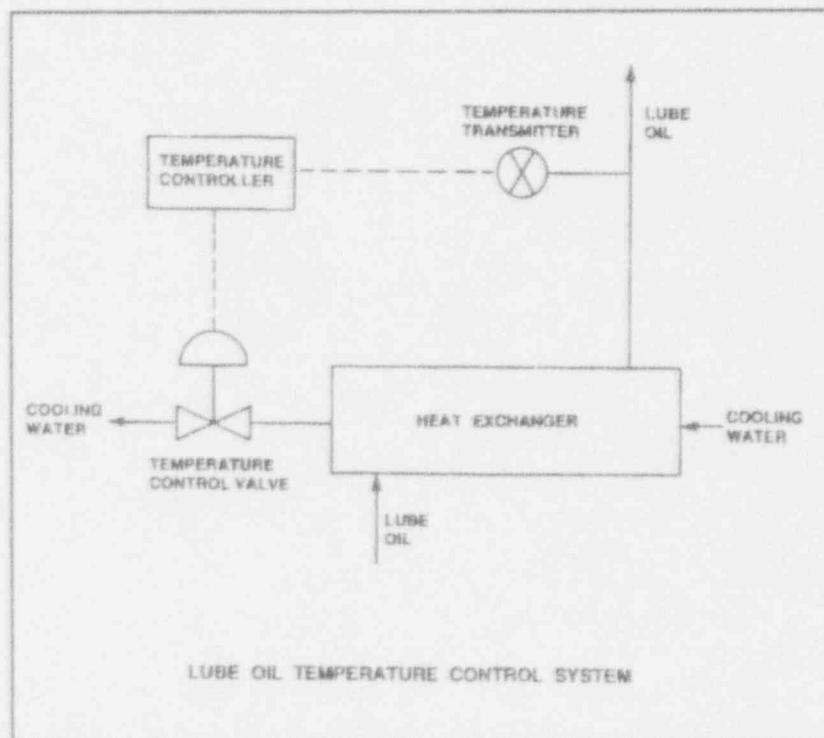 TEMPERATURE
TRANSMITTER
LUBE
OIL
TEMPERATURE
CONTROLLER
COOLING
WATER
HEAT EXCHANGER
COOLING
WATER
TEMPERATURE
CONTROL VALVE
LUBE
OIL
LUBE OIL TEMPERATURE CONTROL SYSTEM